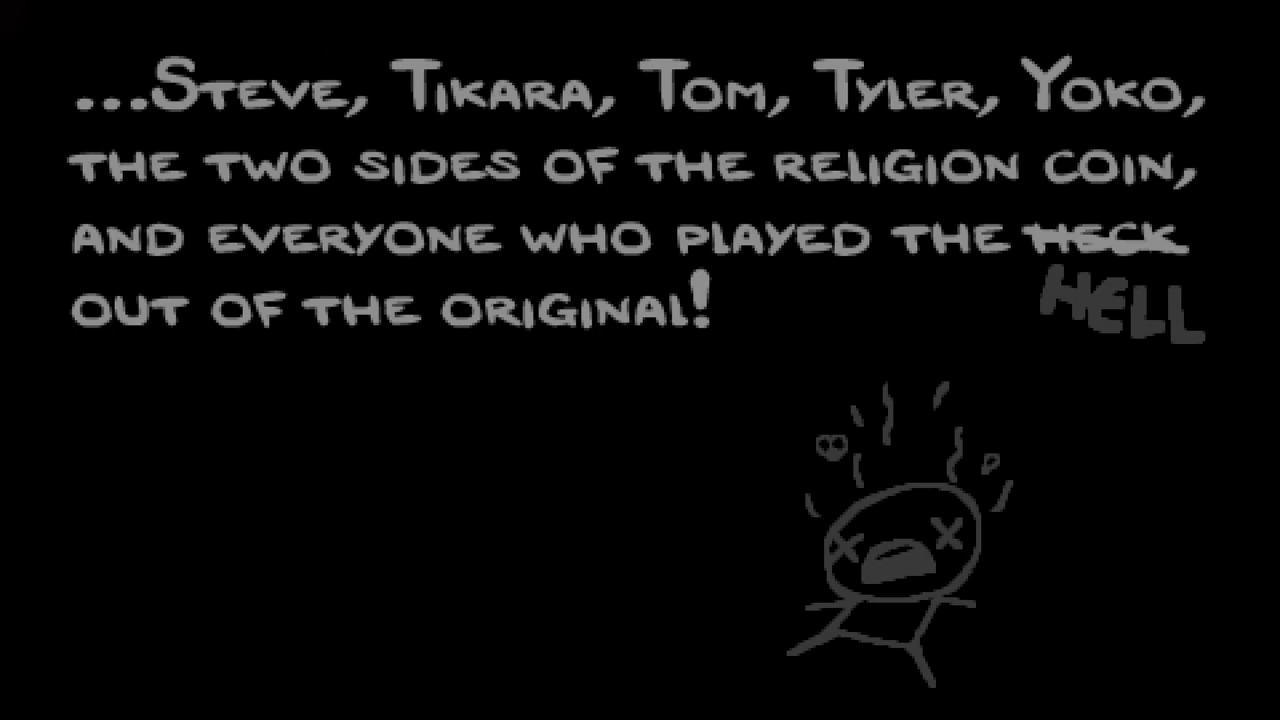 ...Steve, Tikara, Tom, Tyler, Yoko,
the two sides of the religion coin,
and everyone who played the heck
HELL
out of the original!